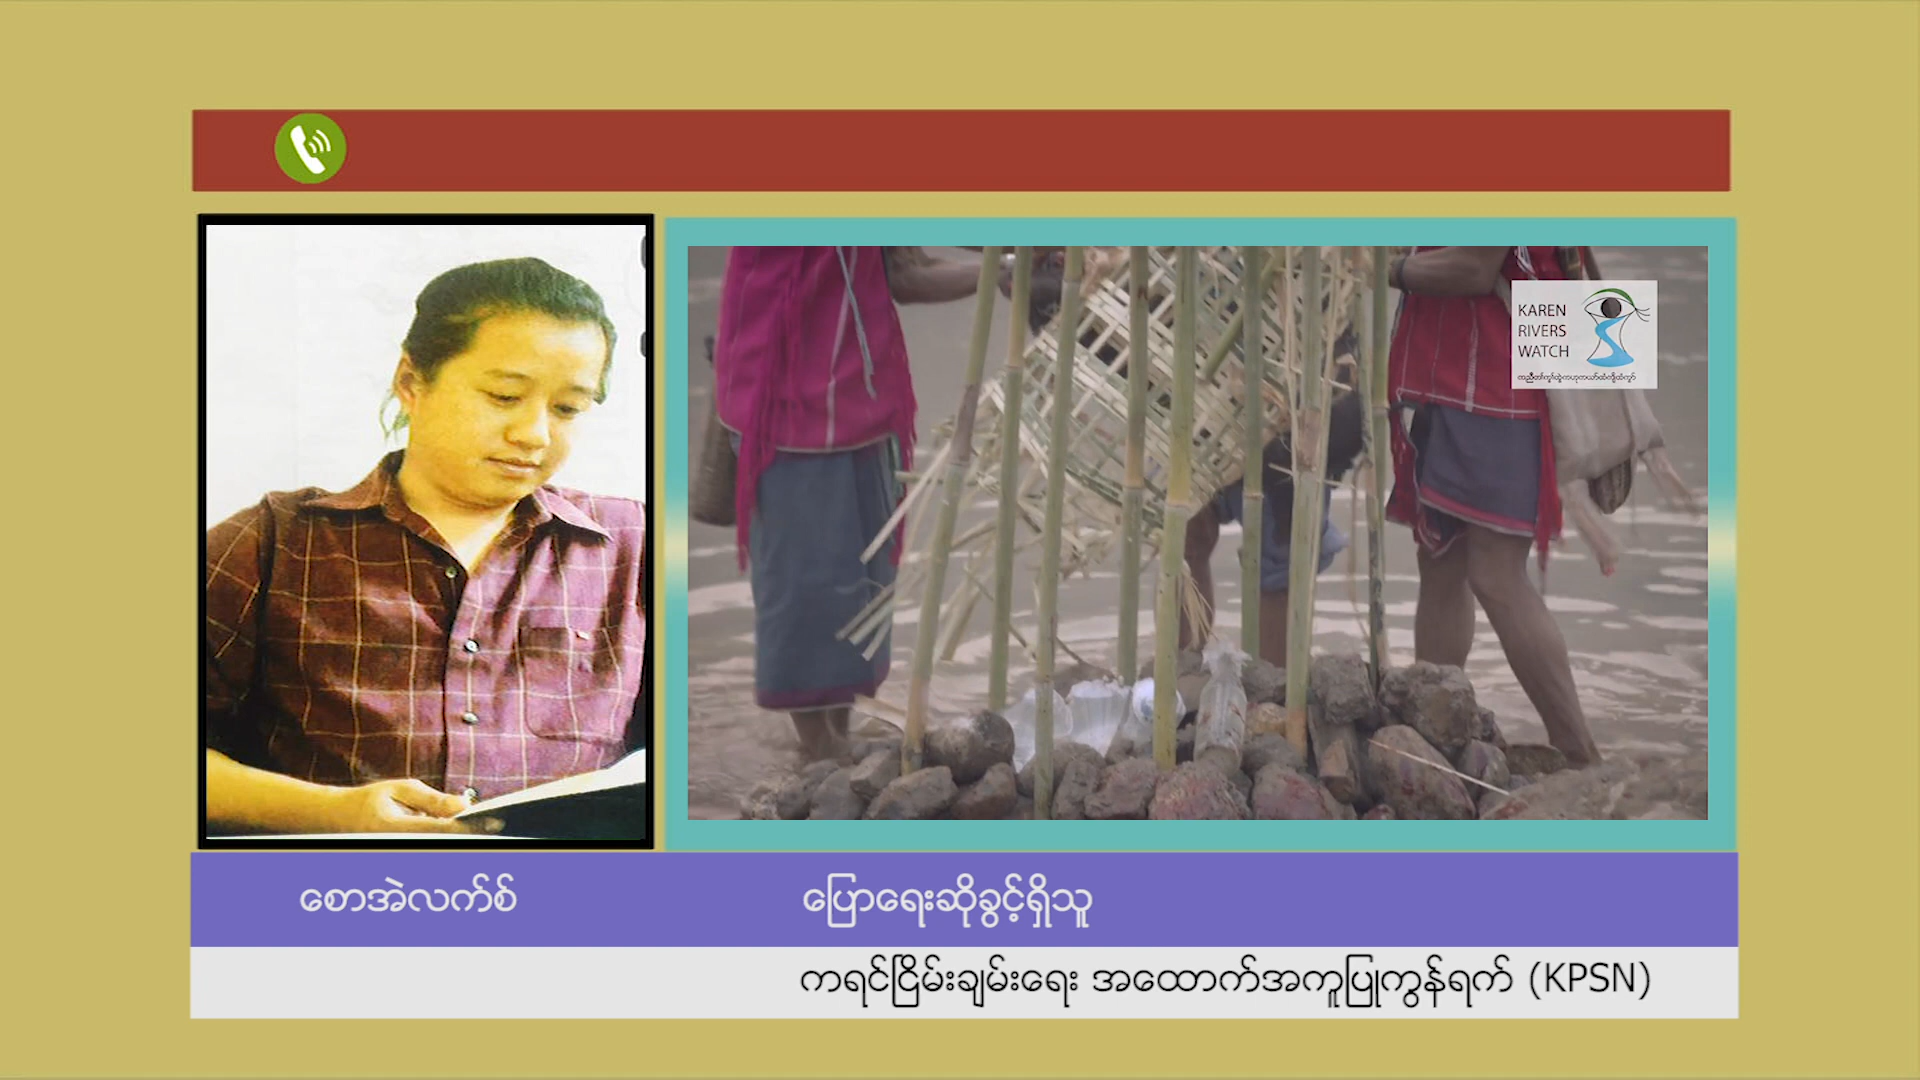 KAREN
RIVERS
WATCH
စောအဲလက်စ်
ပြောရေးဆိုခွင့်ရှိသူ
ကရင်ငြိမ်းချမ်းရေး အထောက်အကူပြုကွန်ရက် (KPSN)